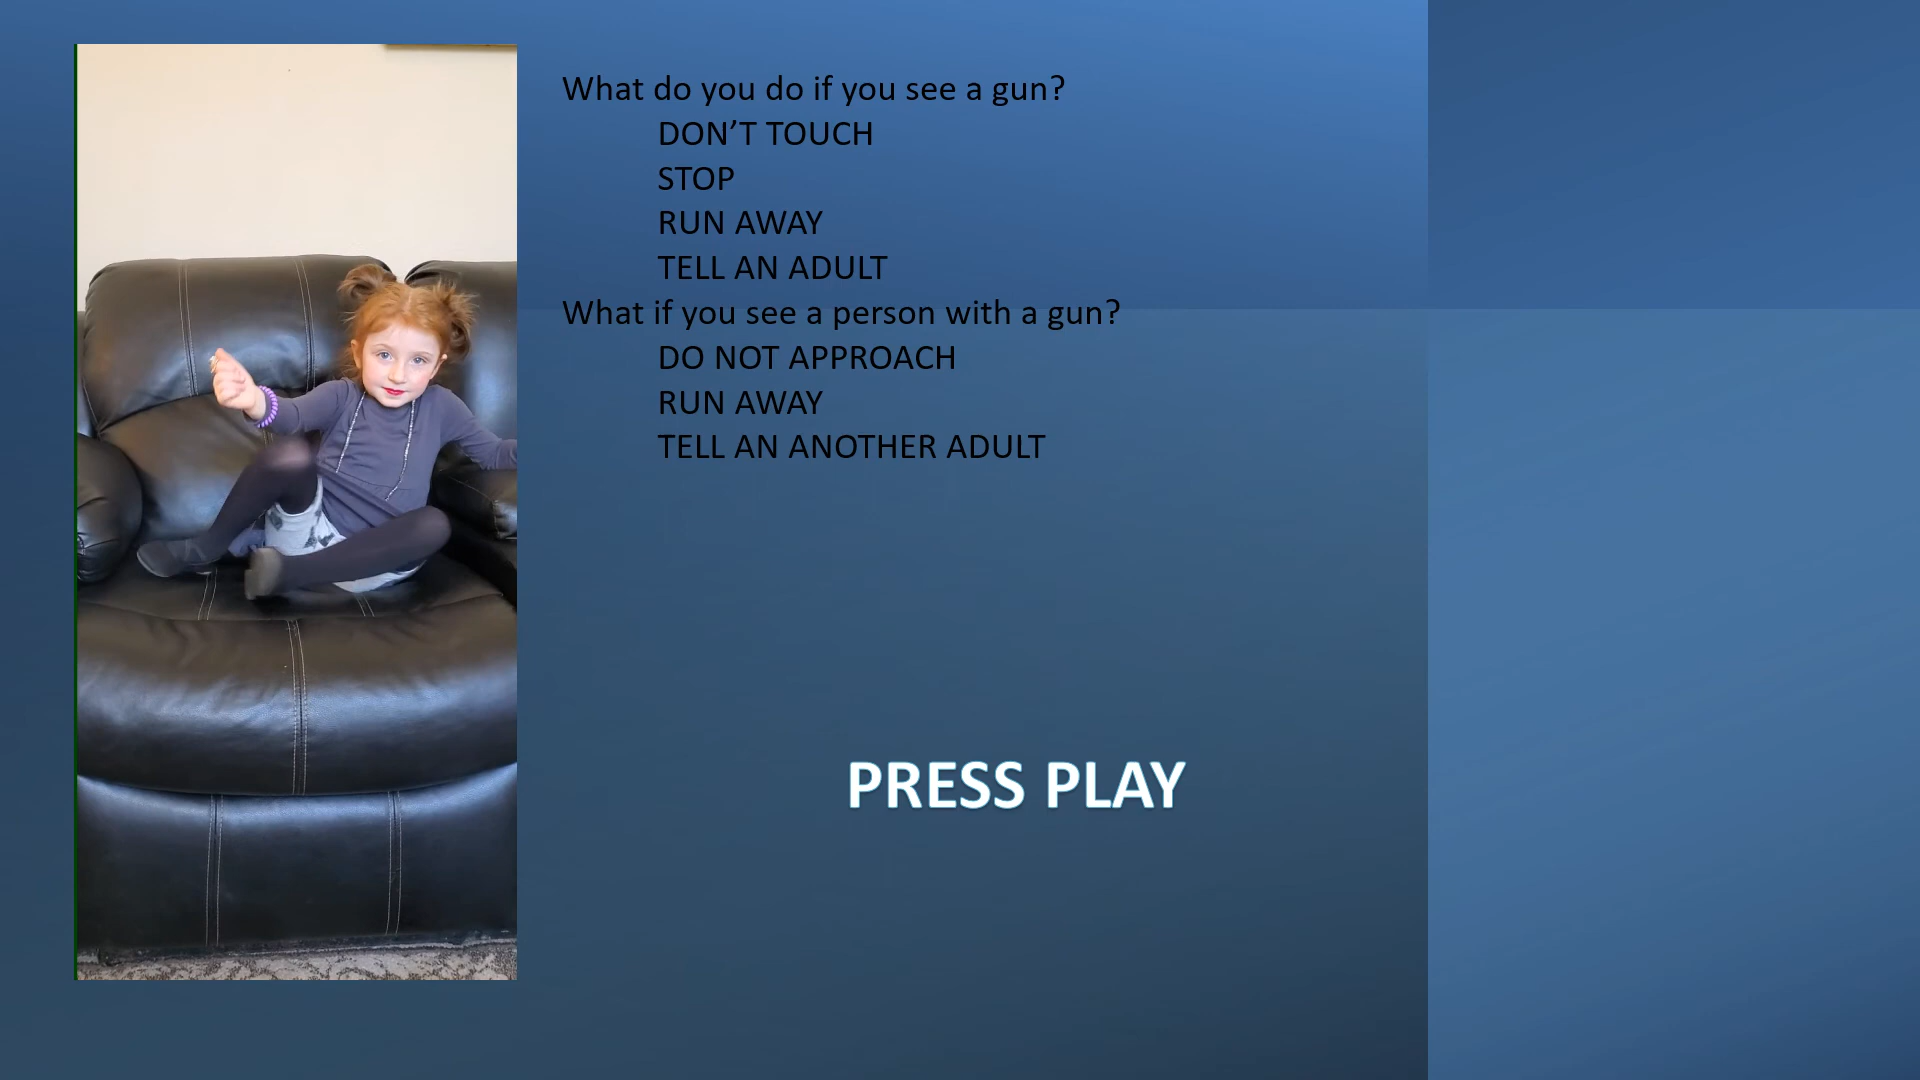 What do you do if you see a gun?
DON’T TOUCH
STOP
RUN AWAY
TELL AN ADULT
What if you see a person with a gun?
DO NOT APPROACH
RUN AWAY
TELL AN ANOTHER ADULT
PRESS PLAY